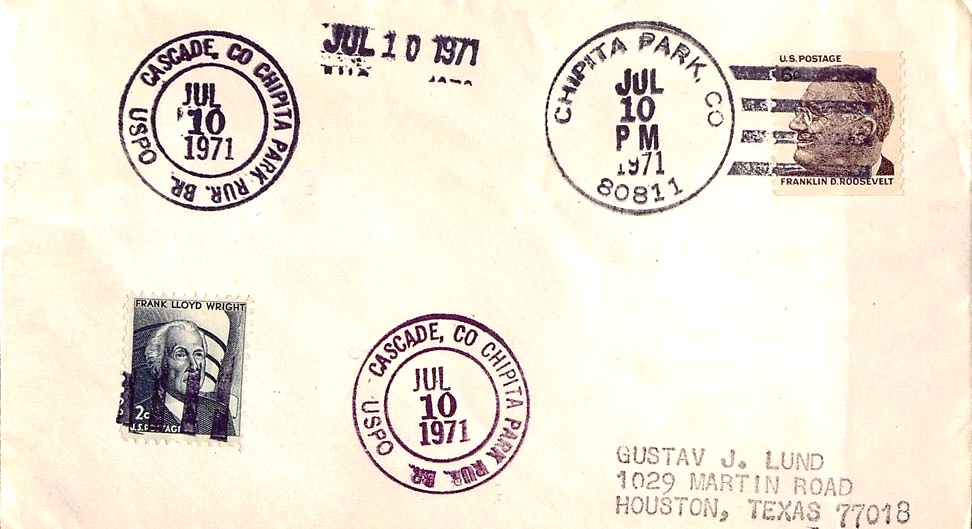 CASCADE, CO CHIPITA PARK RUR. BR.
USPO
JUL
10
1971
JUL 10 1971
CHIPITA PARK, CO
JUL
10
PM
1971
80811
U.S. POSTAGE
6c
FRANKLIN D. ROOSEVELT
FRANK LLOYD WRIGHT
2c
U.S. POSTAGE
CASCADE, CO CHIPITA PARK RUR. BR.
USPO
JUL
10
1971
GUSTAV J. LUND
1029 MARTIN ROAD
HOUSTON, TEXAS 77018